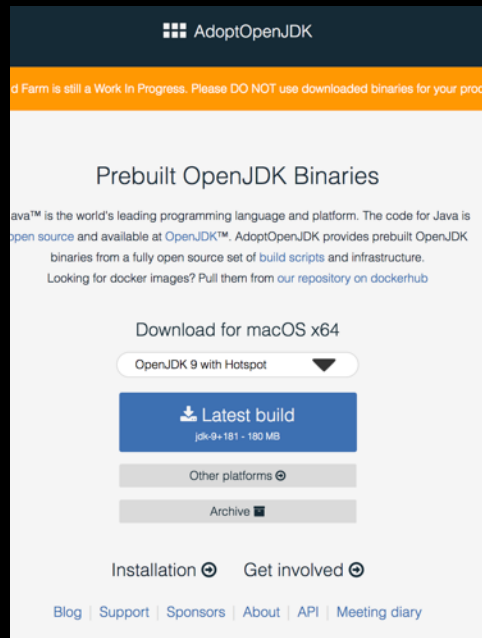 AdoptOpenJDK
d Farm is still a Work In Progress. Please DO NOT use downloaded binaries for your proc
Prebuilt OpenJDK Binaries
ava™ is the world's leading programming language and platform. The code for Java is
open source and available at OpenJDK™. AdoptOpenJDK provides prebuilt OpenJDK
binaries from a fully open source set of build scripts and infrastructure.
Looking for docker images? Pull them from our repository on dockerhub
Download for macOS x64
OpenJDK 9 with Hotspot
Latest build
jdk-9+181 - 180 MB
Other platforms
Archive
Installation Get involved
Blog | Support | Sponsors | About | API | Meeting diary